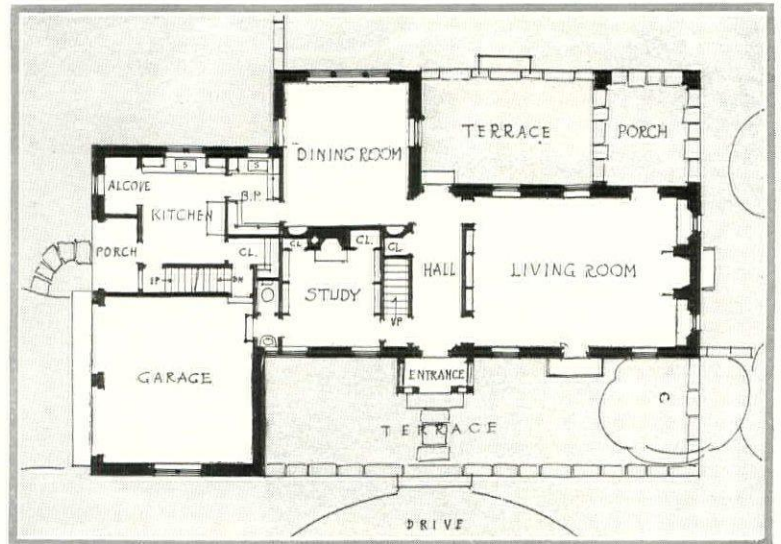 TERRACE
PORCH
DINING ROOM
S
S
ALCOVE
B.P.
KITCHEN
PORCH
CL.
CL
CL.
CL
HALL
LIVING ROOM
UP
DN
STUDY
UP
GARAGE
ENTRANCE
TERRACE
DRIVE